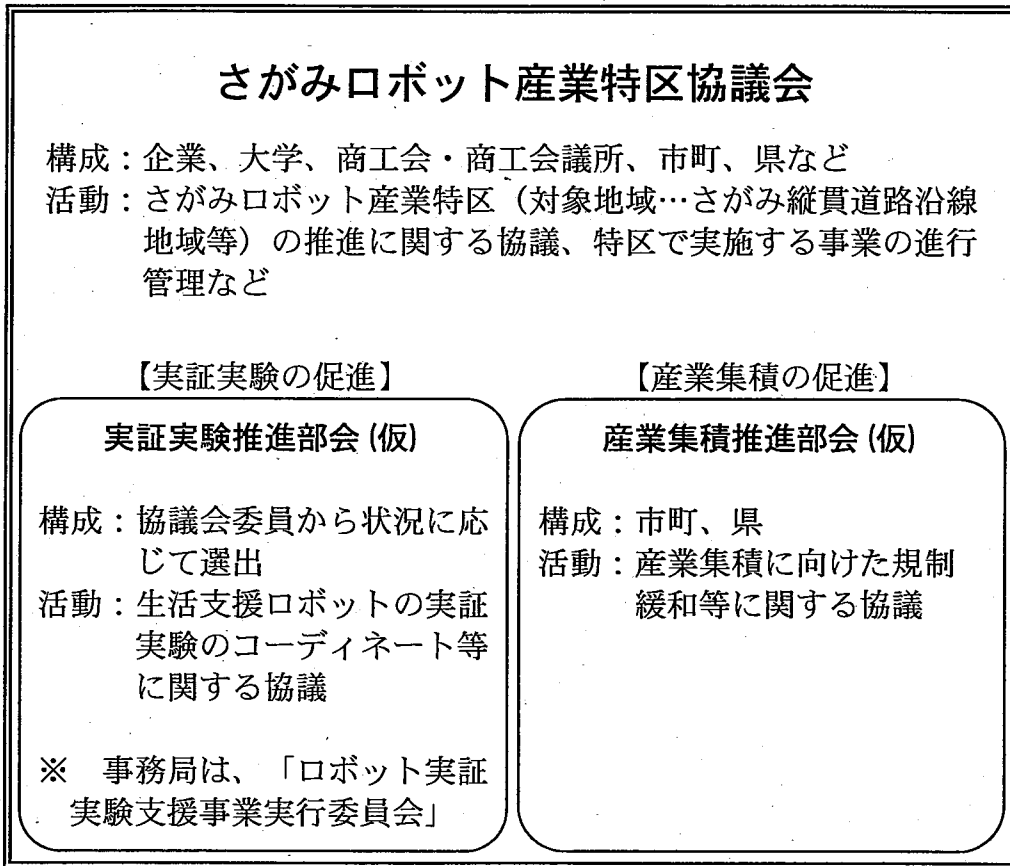 さがみロボット産業特区協議会
構成：企業、大学、商工会・商工会議所、市町、県など
活動：さがみロボット産業特区（対象地域…さがみ縦貫道路沿線
地域等）の推進に関する協議、特区で実施する事業の進行
管理など
【実証実験の促進】
実証実験推進部会(仮)
構成：協議会委員から状況に応
じて選出
活動：生活支援ロボットの実証
実験のコーディネート等
に関する協議
※　事務局は、「ロボット実証
実験支援事業実行委員会」
【産業集積の促進】
産業集積推進部会(仮)
構成：市町、県
活動：産業集積に向けた規制
緩和等に関する協議